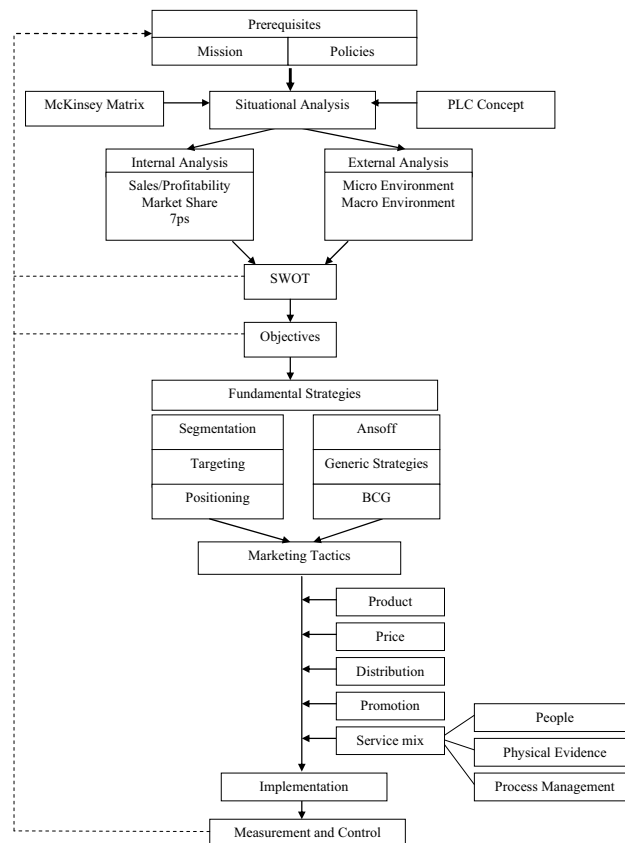 Prerequisites
Mission
Policies
McKinsey Matrix
Situational Analysis
PLC Concept
Internal Analysis
External Analysis
Sales/Profitability
Market Share
7ps
Micro Environment
Macro Environment
SWOT
Objectives
Fundamental Strategies
Segmentation
Ansoff
Targeting
Generic Strategies
Positioning
BCG
Marketing Tactics
Product
Price
Distribution
Promotion
Service mix
People
Physical Evidence
Process Management
Implementation
Measurement and Control